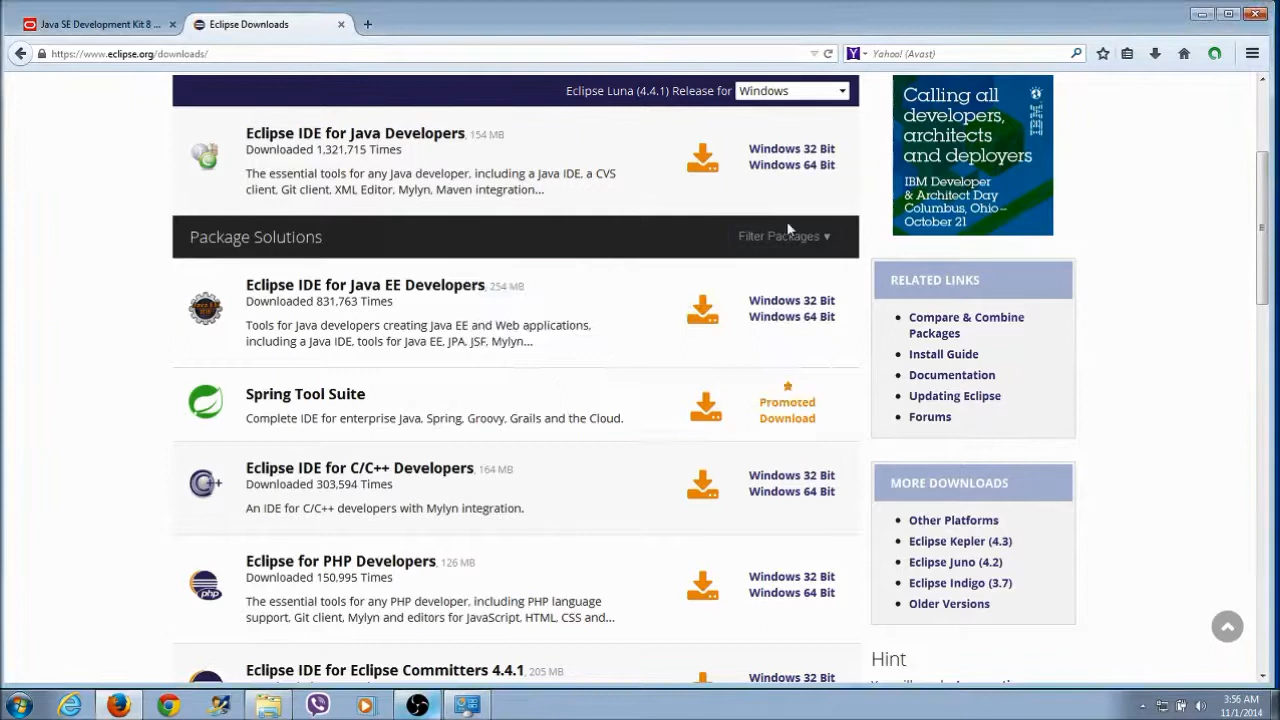 Java SE Development Kit 8 ...
Eclipse Downloads
https://www.eclipse.org/downloads/
Yahoo! (Avast)
Eclipse Luna (4.4.1) Release for Windows
Eclipse IDE for Java Developers, 154 MB
Downloaded 1,321,715 Times
The essential tools for any Java developer, including a Java IDE, a CVS
client, Git client, XML Editor, Mylyn, Maven integration...
Windows 32 Bit
Windows 64 Bit
Package Solutions
Filter Packages ▾
Eclipse IDE for Java EE Developers, 254 MB
Downloaded 831,763 Times
Tools for Java developers creating Java EE and Web applications,
including a Java IDE, tools for Java EE, JPA, JSF, Mylyn...
Windows 32 Bit
Windows 64 Bit
Spring Tool Suite
Complete IDE for enterprise Java, Spring, Groovy, Grails and the Cloud.
Promoted
Download
Eclipse IDE for C/C++ Developers, 164 MB
Downloaded 303,594 Times
An IDE for C/C++ developers with Mylyn integration.
Windows 32 Bit
Windows 64 Bit
Eclipse for PHP Developers, 126 MB
Downloaded 150,995 Times
The essential tools for any PHP developer, including PHP language
support, Git client, Mylyn and editors for JavaScript, HTML, CSS and...
Windows 32 Bit
Windows 64 Bit
Eclipse IDE for Eclipse Committers 4.4.1, 205 MB
Windows 32 Bit
Calling all
developers,
architects
and deployers
IBM
IBM Developer
& Architect Day
Columbus, Ohio–
October 21
RELATED LINKS
Compare & Combine
Packages
Install Guide
Documentation
Updating Eclipse
Forums
MORE DOWNLOADS
Other Platforms
Eclipse Kepler (4.3)
Eclipse Juno (4.2)
Eclipse Indigo (3.7)
Older Versions
Hint
3:56 AM
11/1/2014